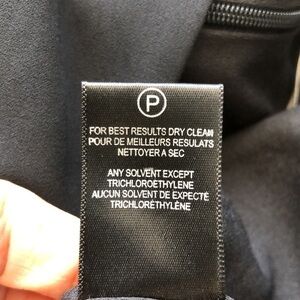 P
FOR BEST RESULTS DRY CLEAN
POUR DE MEILLEURS RESULATS
NETTOYER A SEC
ANY SOLVENT EXCEPT
TRICHLOROETHYLENE
AUCUN SOLVENT DE EXPECTÉ
TRICHLORÉTHYLÈNE